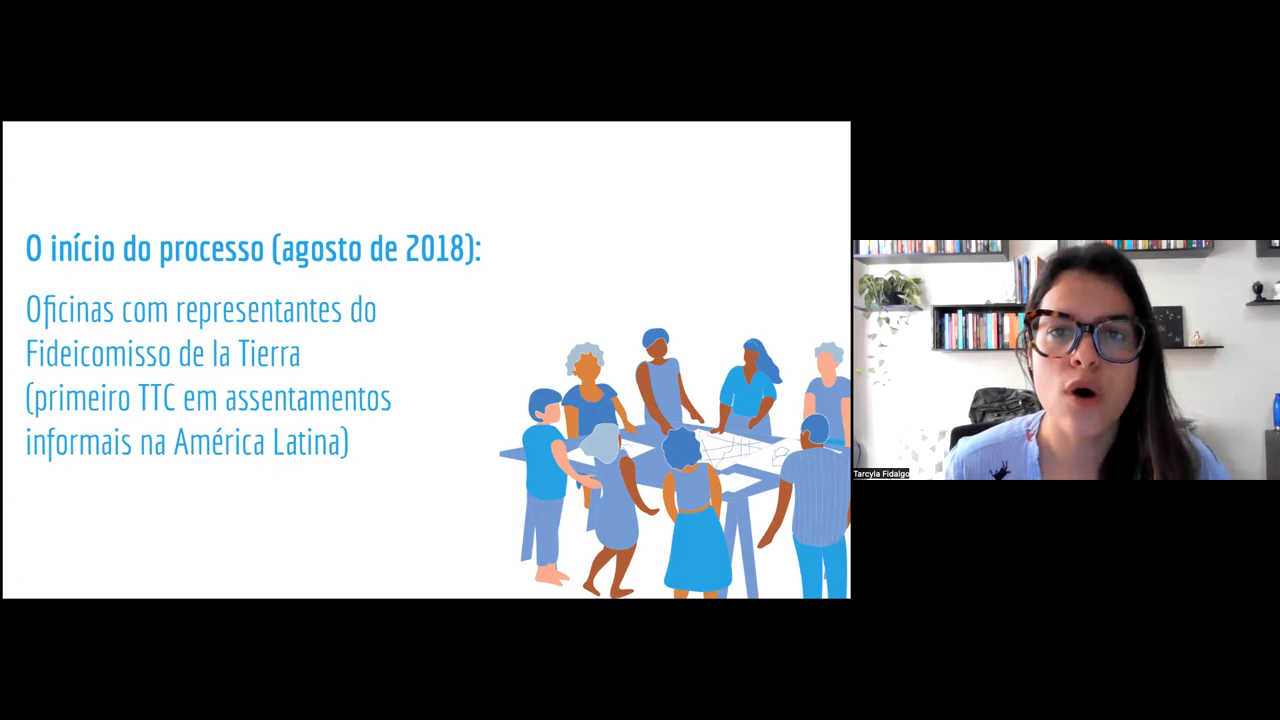 O início do processo (agosto de 2018):
Oficinas com representantes do
Fideicomisso de la Tierra
(primeiro TTC em assentamentos
informais na América Latina)
Tarcyla Fidalgo